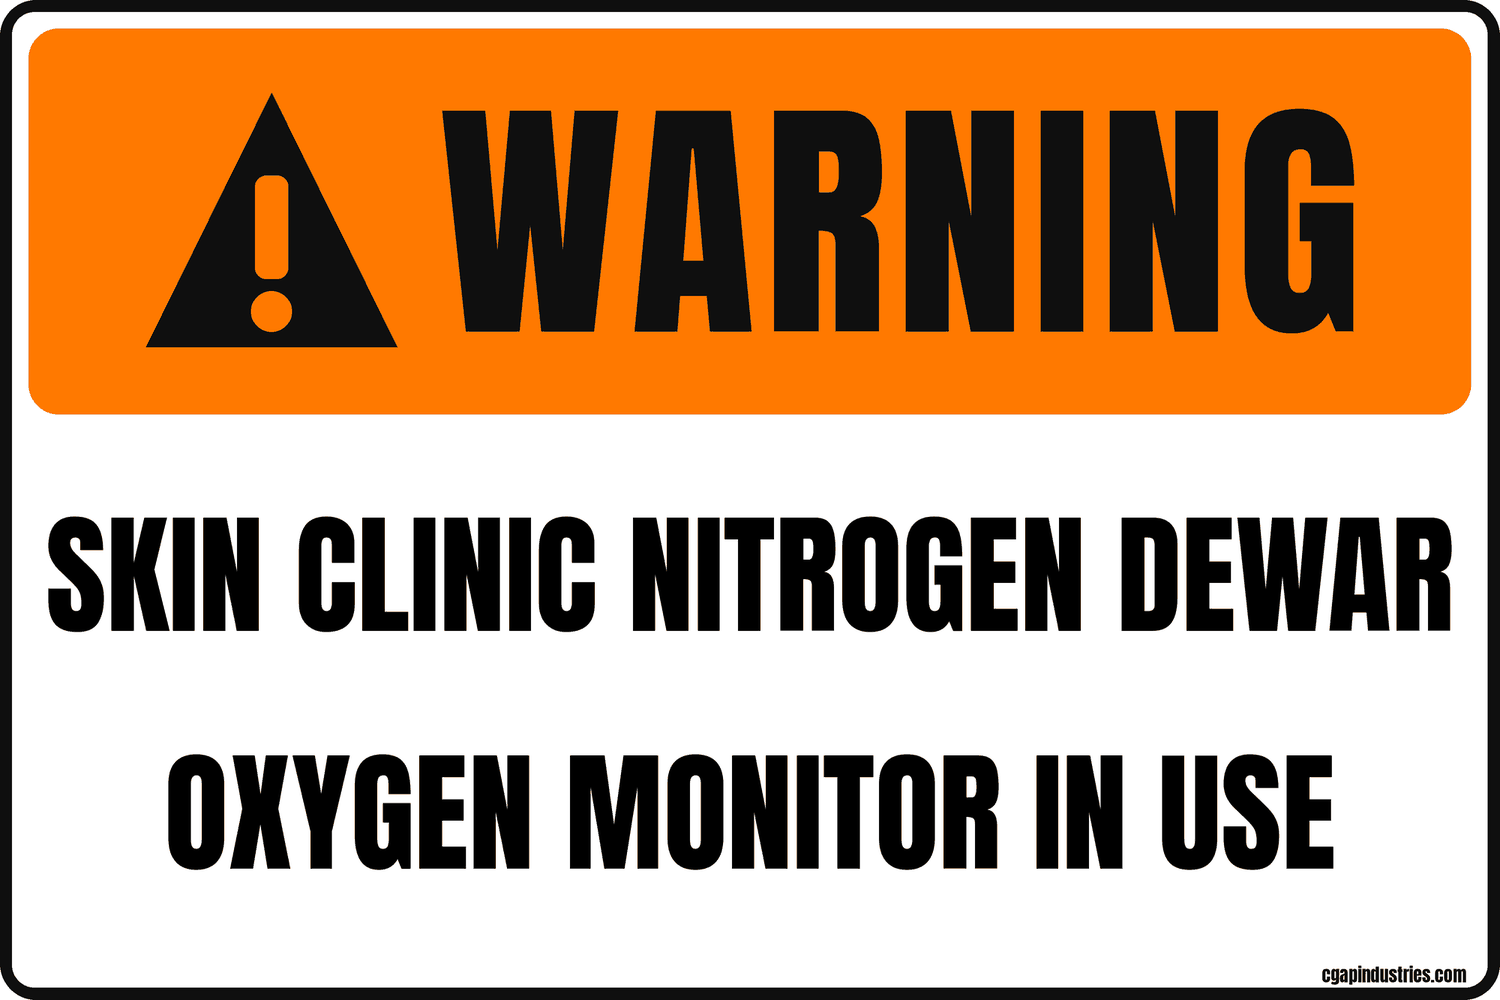 WARNING
SKIN CLINIC NITROGEN DEWAR
OXYGEN MONITOR IN USE
cgapindustries.com